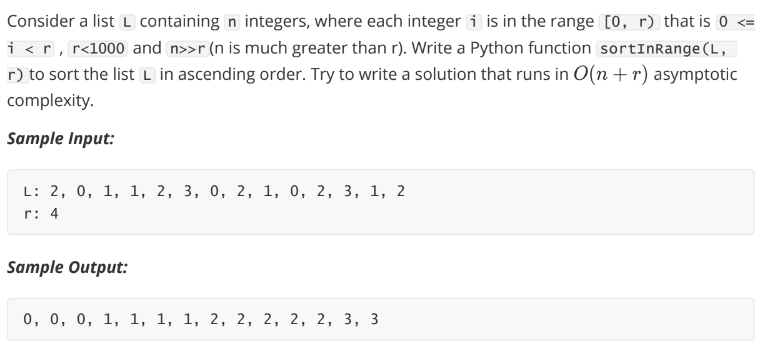 Consider a list L containing n integers, where each integer i is in the range [0, r) that is 0 <=
i < r , r<1000 and n>>r (n is much greater than r). Write a Python function sortInRange(L,
r) to sort the list L in ascending order. Try to write a solution that runs in O(n + r) asymptotic
complexity.
Sample Input:
L: 2, 0, 1, 1, 2, 3, 0, 2, 1, 0, 2, 3, 1, 2
r: 4
Sample Output:
0, 0, 0, 1, 1, 1, 1, 2, 2, 2, 2, 2, 3, 3